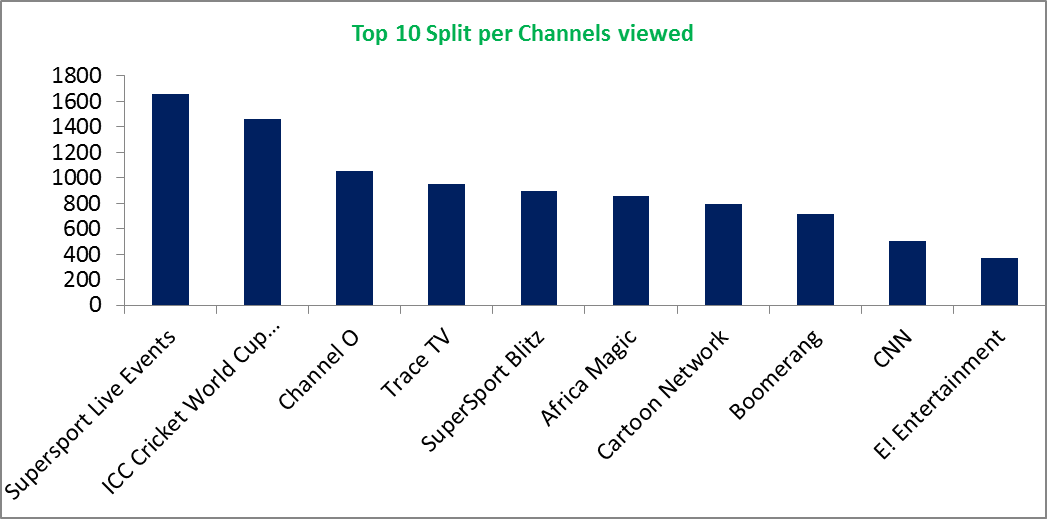 Top 10 Split per Channels viewed
1800
1600
1400
1200
1000
800
600
400
200
0
Supersport Live Events
ICC Cricket World Cup...
Channel O
Trace TV
SuperSport Blitz
Africa Magic
Cartoon Network
Boomerang
CNN
E! Entertainment